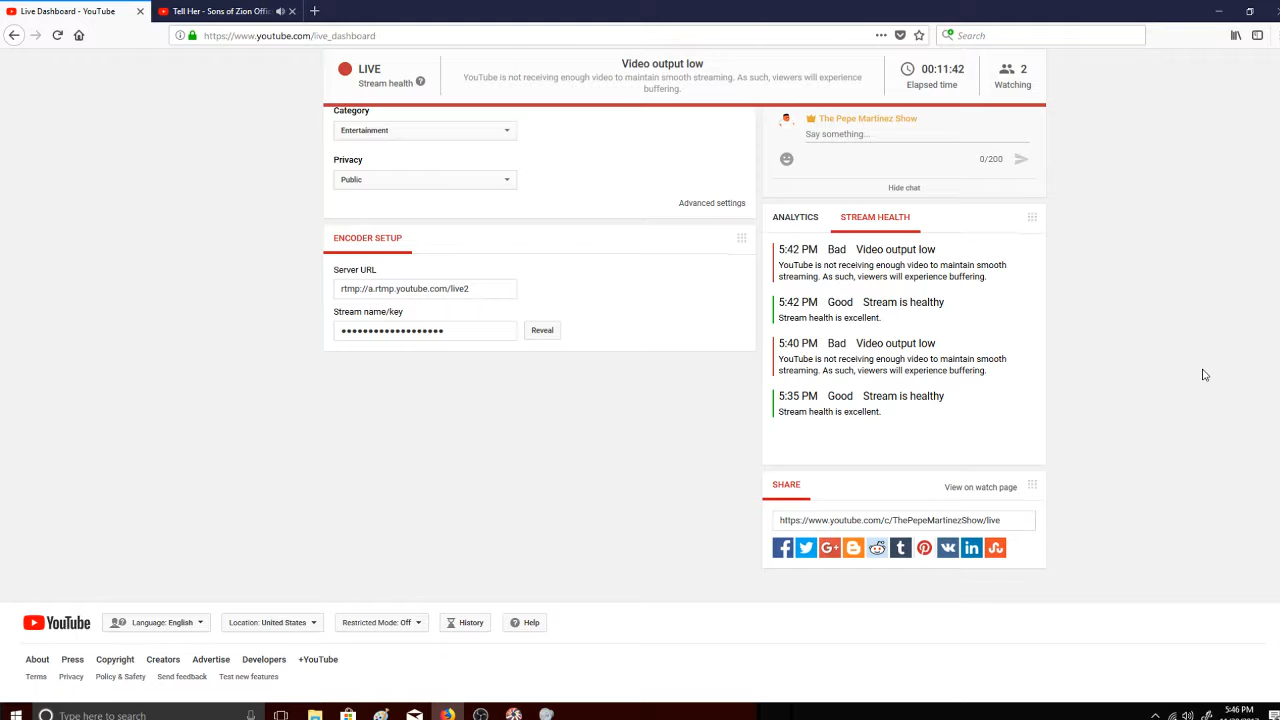 Live Dashboard - YouTube
Tell Her - Sons of Zion Offic
https://www.youtube.com/live_dashboard
Search
LIVE
Stream health
Video output low
YouTube is not receiving enough video to maintain smooth streaming. As such, viewers will experience
buffering.
00:11:42
Elapsed time
2
Watching
Category
Entertainment
Privacy
Public
Advanced settings
ENCODER SETUP
Server URL
rtmp://a.rtmp.youtube.com/live2
Stream name/key
•••••••••••••••••••
Reveal
The Pepe Martinez Show
Say something...
0/200
Hide chat
ANALYTICS
STREAM HEALTH
5:42 PM Bad Video output low
YouTube is not receiving enough video to maintain smooth
streaming. As such, viewers will experience buffering.
5:42 PM Good Stream is healthy
Stream health is excellent.
5:40 PM Bad Video output low
YouTube is not receiving enough video to maintain smooth
streaming. As such, viewers will experience buffering.
5:35 PM Good Stream is healthy
Stream health is excellent.
SHARE
View on watch page
https://www.youtube.com/c/ThePepeMartinezShow/live
YouTube
Language: English
Location: United States
Restricted Mode: Off
History
Help
About Press Copyright Creators Advertise Developers +YouTube
Terms Privacy Policy & Safety Send feedback Test new features
Type here to search
5:46 PM